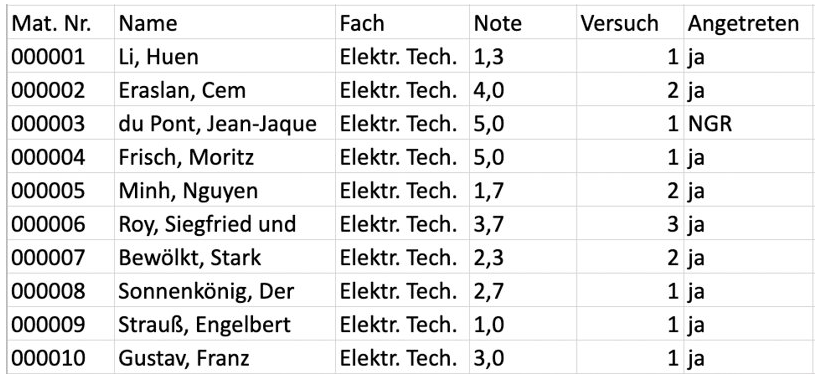 Mat. Nr. Name Fach Note Versuch Angetreten
000001 Li, Huen Elektr. Tech. 1,3 1 ja
000002 Eraslan, Cem Elektr. Tech. 4,0 2 ja
000003 du Pont, Jean-Jaque Elektr. Tech. 5,0 1 NGR
000004 Frisch, Moritz Elektr. Tech. 5,0 1 ja
000005 Minh, Nguyen Elektr. Tech. 1,7 2 ja
000006 Roy, Siegfried und Elektr. Tech. 3,7 3 ja
000007 Bewölkt, Stark Elektr. Tech. 2,3 2 ja
000008 Sonnenkönig, Der Elektr. Tech. 2,7 1 ja
000009 Strauß, Engelbert Elektr. Tech. 1,0 1 ja
000010 Gustav, Franz Elektr. Tech. 3,0 1 ja